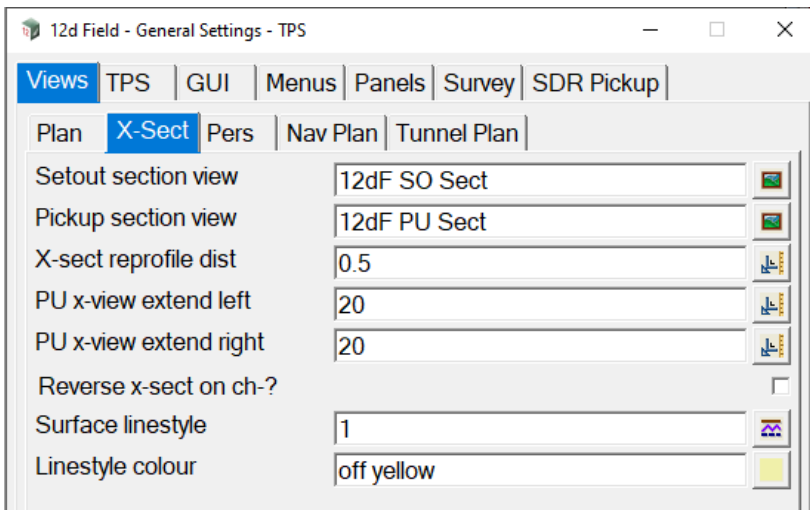 12d Field - General Settings - TPS
Views TPS GUI Menus Panels Survey SDR Pickup
Plan X-Sect Pers Nav Plan Tunnel Plan
Setout section view 12dF SO Sect
Pickup section view 12dF PU Sect
X-sect reprofile dist 0.5
PU x-view extend left 20
PU x-view extend right 20
Reverse x-sect on ch-?
Surface linestyle 1
Linestyle colour off yellow